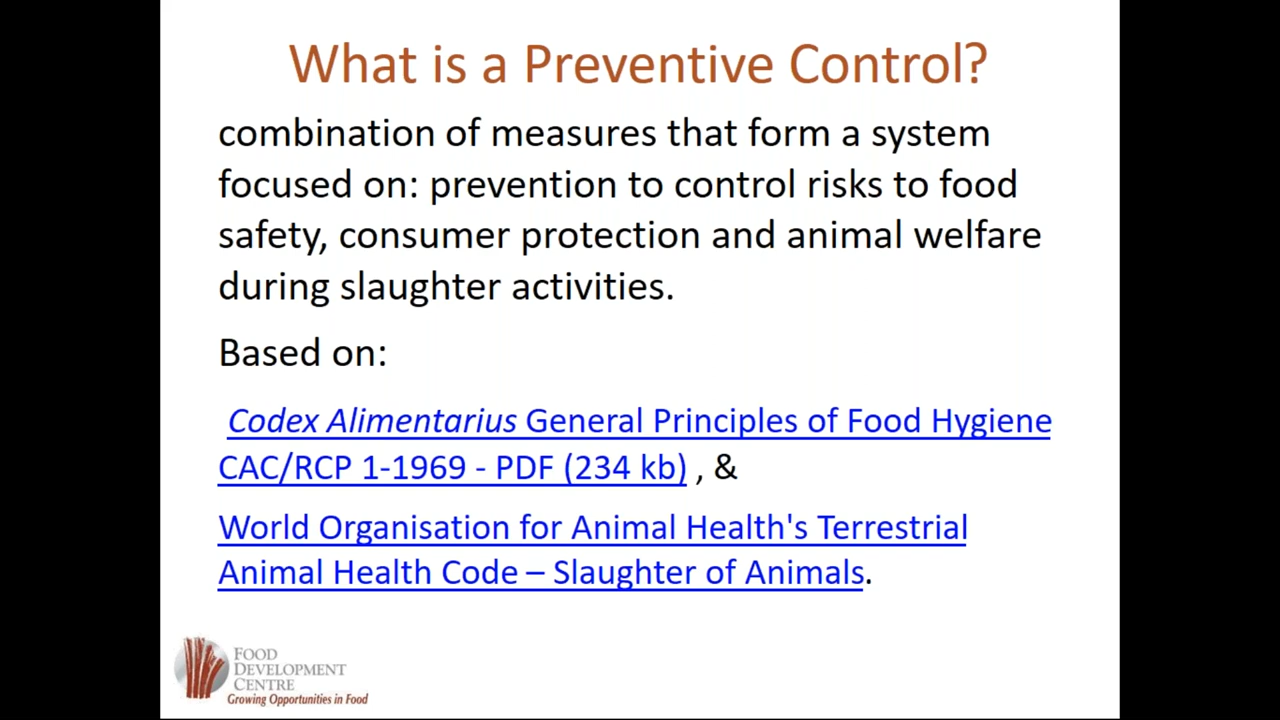 What is a Preventive Control?
combination of measures that form a system
focused on: prevention to control risks to food
safety, consumer protection and animal welfare
during slaughter activities.
Based on:
Codex Alimentarius General Principles of Food Hygiene
CAC/RCP 1-1969 - PDF (234 kb) , &
World Organisation for Animal Health's Terrestrial
Animal Health Code – Slaughter of Animals.
FOOD
DEVELOPMENT
CENTRE
Growing Opportunities in Food